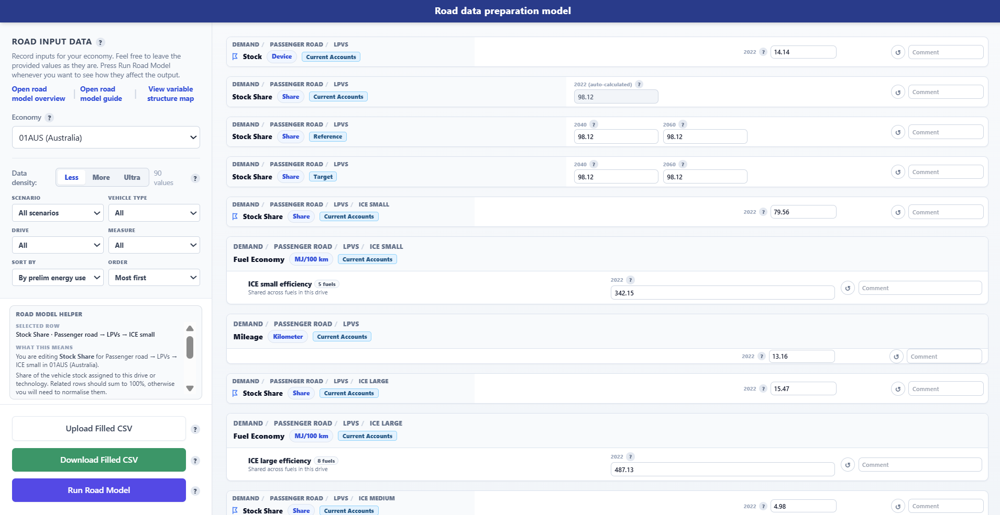 Road data preparation model
ROAD INPUT DATA ?
Record inputs for your economy. Feel free to leave the
provided values as they are. Press Run Road Model
whenever you want to see how they affect the output.
Open road model overview | Open road model guide | View variable structure map
Economy ?
01AUS (Australia)
Data density: Less More Ultra 90 values ?
SCENARIO VEHICLE TYPE
All scenarios All
DRIVE MEASURE
All All
SORT BY ORDER
By prelim energy use Most first
ROAD MODEL HELPER
SELECTED ROW
Stock Share · Passenger road → LPVs → ICE small
WHAT THIS MEANS
You are editing Stock Share for Passenger road → LPVs →
ICE small in 01AUS (Australia).
Share of the vehicle stock assigned to this drive or
technology. Related rows should sum to 100%, otherwise
you will need to normalise them.
Upload Filled CSV ?
Download Filled CSV ?
Run Road Model ?
DEMAND / PASSENGER ROAD / LPVS
Stock Device Current Accounts 2022 ? 14.14 Comment
DEMAND / PASSENGER ROAD / LPVS
2022 (auto-calculated) ?
Stock Share Share Current Accounts 98.12 Comment
DEMAND / PASSENGER ROAD / LPVS
2040 ? 2060 ?
Stock Share Share Reference 98.12 98.12 Comment
DEMAND / PASSENGER ROAD / LPVS
2040 ? 2060 ?
Stock Share Share Target 98.12 98.12 Comment
DEMAND / PASSENGER ROAD / LPVS / ICE SMALL
Stock Share Share Current Accounts 2022 ? 79.56 Comment
DEMAND / PASSENGER ROAD / LPVS / ICE SMALL
Fuel Economy MJ/100 km Current Accounts
2022 ?
ICE small efficiency 5 fuels 342.15 Comment
Shared across fuels in this drive
DEMAND / PASSENGER ROAD / LPVS
Mileage Kilometer Current Accounts
2022 ? 13.16 Comment
DEMAND / PASSENGER ROAD / LPVS / ICE LARGE
Stock Share Share Current Accounts 2022 ? 15.47 Comment
DEMAND / PASSENGER ROAD / LPVS / ICE LARGE
Fuel Economy MJ/100 km Current Accounts
2022 ?
ICE large efficiency 8 fuels 487.13 Comment
Shared across fuels in this drive
DEMAND / PASSENGER ROAD / LPVS / ICE MEDIUM
Stock Share Share Current Accounts 2022 ? 4.98 Comment